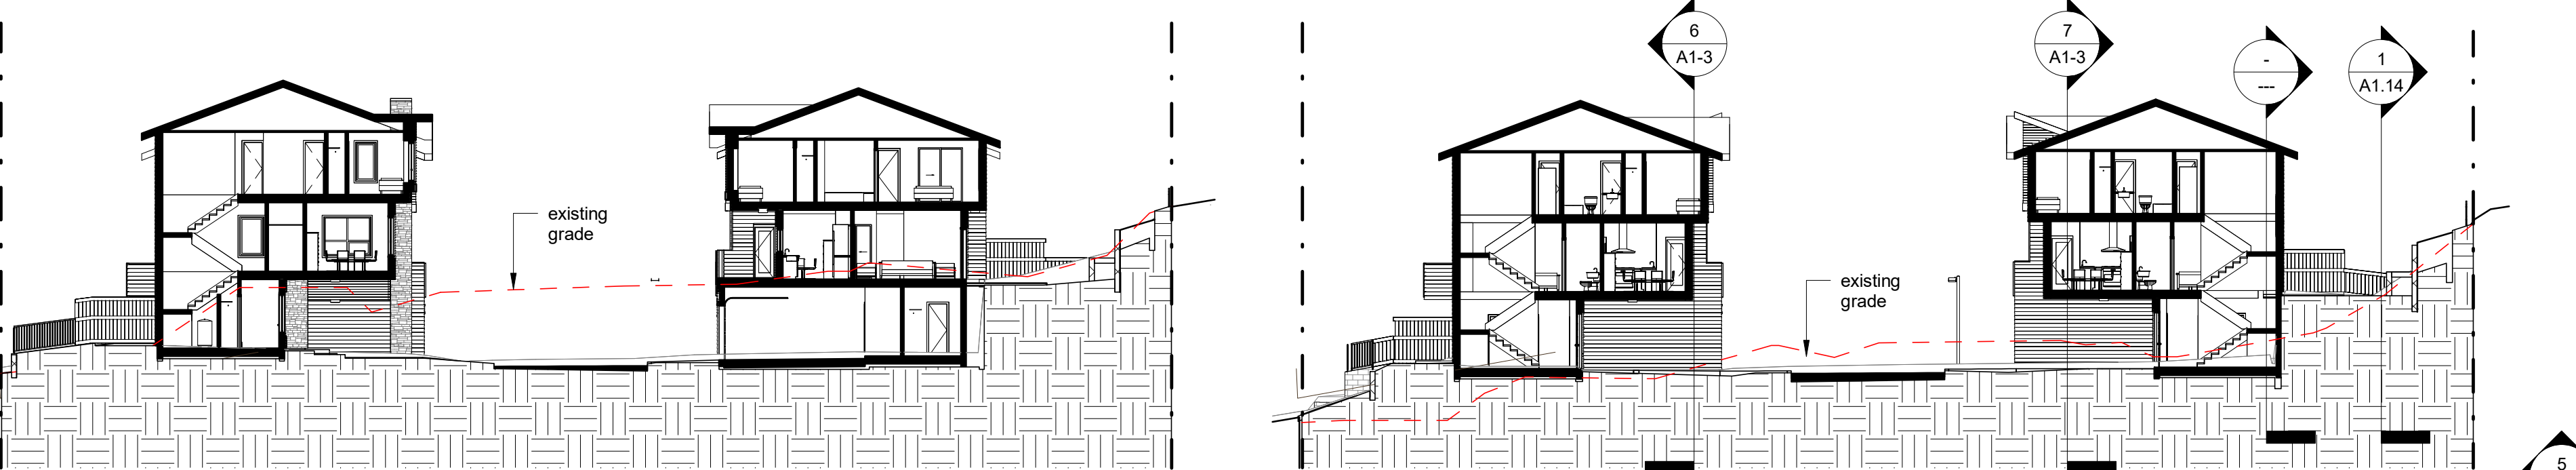 6
A1-3
7
A1-3
-
---
1
A1.14
existing
grade
existing
grade
5